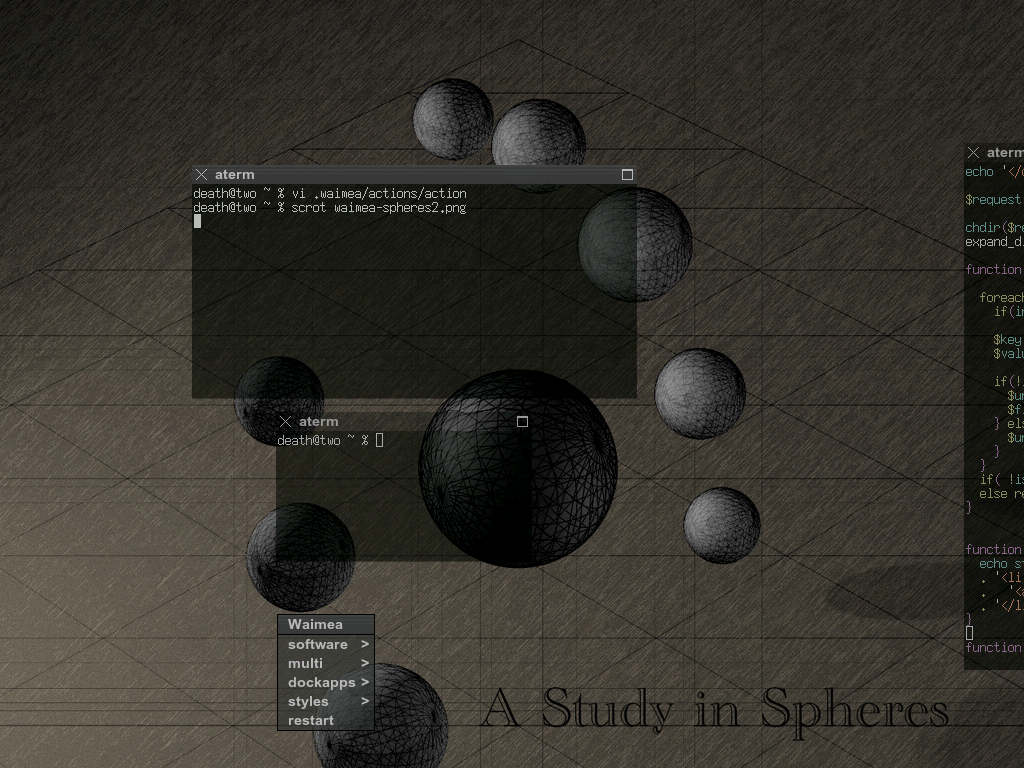 aterm
death@two ~ % vi .waimea/actions/action
death@two ~ % scrot waimea-spheres2.png
aterm
death@two ~ %
Waimea
software >
multi >
dockapps >
styles >
restart
A Study in Spheres
aterm
echo '</
$request
chdir($re
expand_d
function
foreach
if(i
$key
$valu
if(!
$u
$f
} els
$u
}
}
if( !is
else re
}
function
echo st
. '<li
. '<
. '</l
}
function